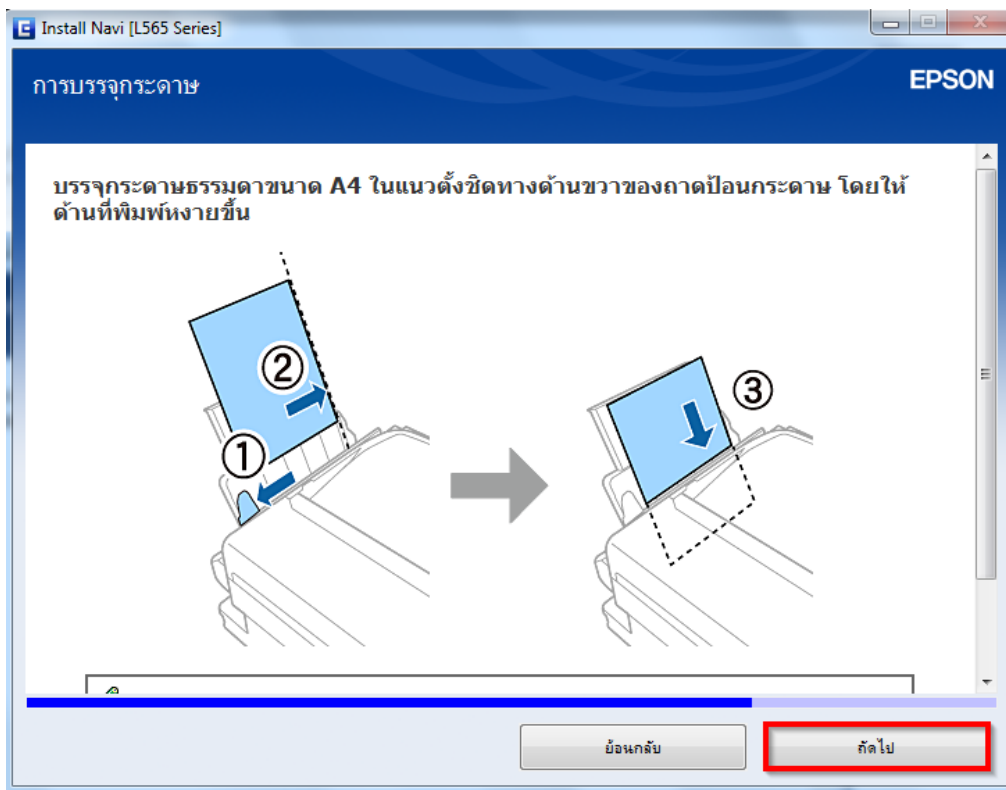 Install Navi [L565 Series]
การบรรจุกระดาษ
EPSON
บรรจุกระดาษธรรมดาขนาด A4 ในแนวตั้งชิดทางด้านขวาของถาดป้อนกระดาษ โดยให้
ด้านที่พิมพ์หงายขึ้น
②
①
③
ย้อนกลับ
ถัดไป